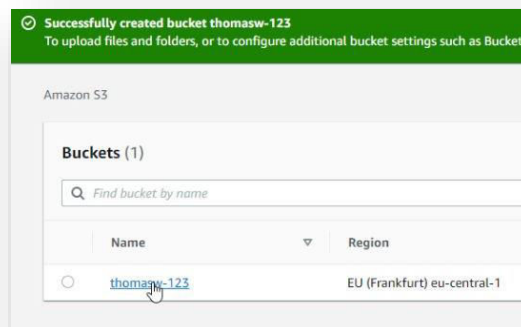 Successfully created bucket thomasw-123
To upload files and folders, or to configure additional bucket settings such as Bucket
Amazon S3
Buckets (1)
Find bucket by name
Name Region
thomasw-123 EU (Frankfurt) eu-central-1